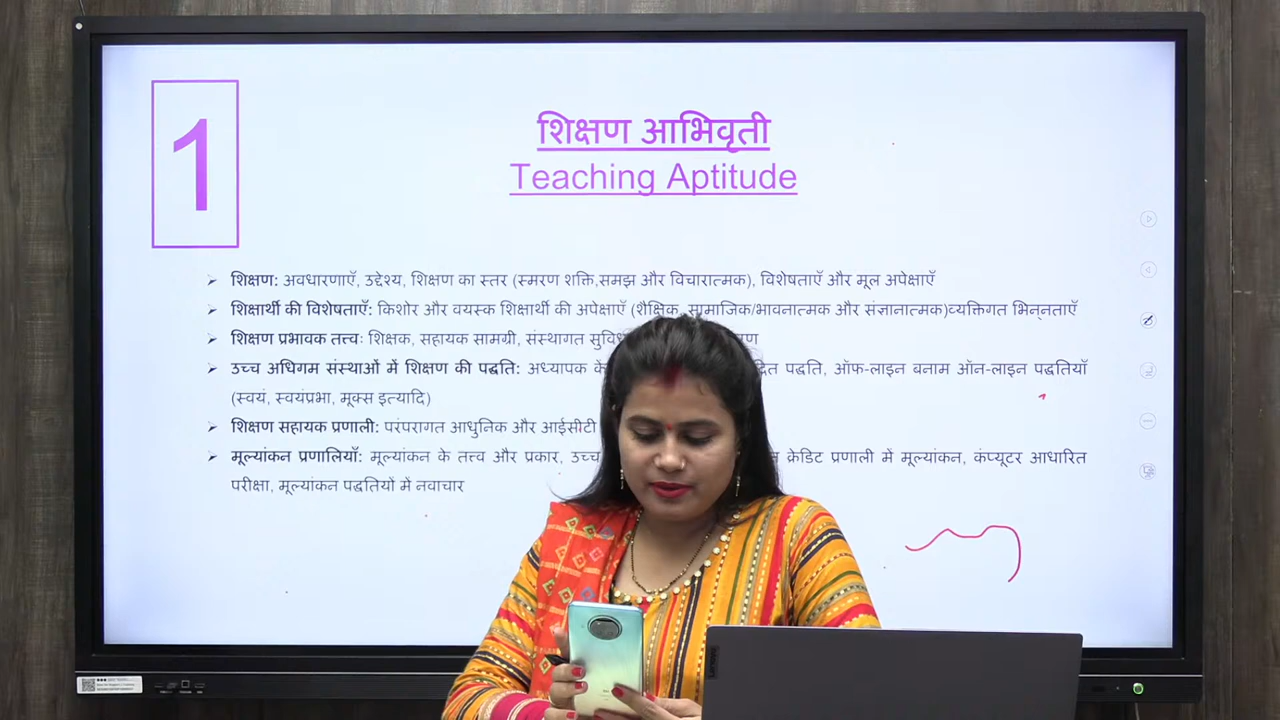 1
शिक्षण आभिवृती
Teaching Aptitude
➢ शिक्षण: अवधारणाएँ, उद्देश्य, शिक्षण का स्तर (स्मरण शक्ति,समझ और विचारात्मक), विशेषताएँ और मूल अपेक्षाएँ
➢ शिक्षार्थी की विशेषताएँ: किशोर और वयस्क शिक्षार्थी की अपेक्षाएँ (शैक्षिक, सामाजिक/भावनात्मक और संज्ञानात्मक)व्यक्तिगत भिन्नताएँ
➢ शिक्षण प्रभावक तत्त्वः शिक्षक, सहायक सामग्री, संस्थागत
➢ उच्च अधिगम संस्थाओं में शिक्षण की पद्धति: अध्यापक पद्धति, ऑफ-लाइन बनाम ऑन-लाइन पद्धतियाँ
(स्वयं, स्वयंप्रभा, मूक्स इत्यादि)
➢ शिक्षण सहायक प्रणाली: परंपरागत आधुनिक और आईसीटी
➢ मूल्यांकन प्रणालियाँ: मूल्यांकन के तत्त्व और प्रकार, उच्च क्रेडिट प्रणाली में मूल्यांकन, कंप्यूटर आधारित
परीक्षा, मूल्यांकन पद्धतियों में नवाचार